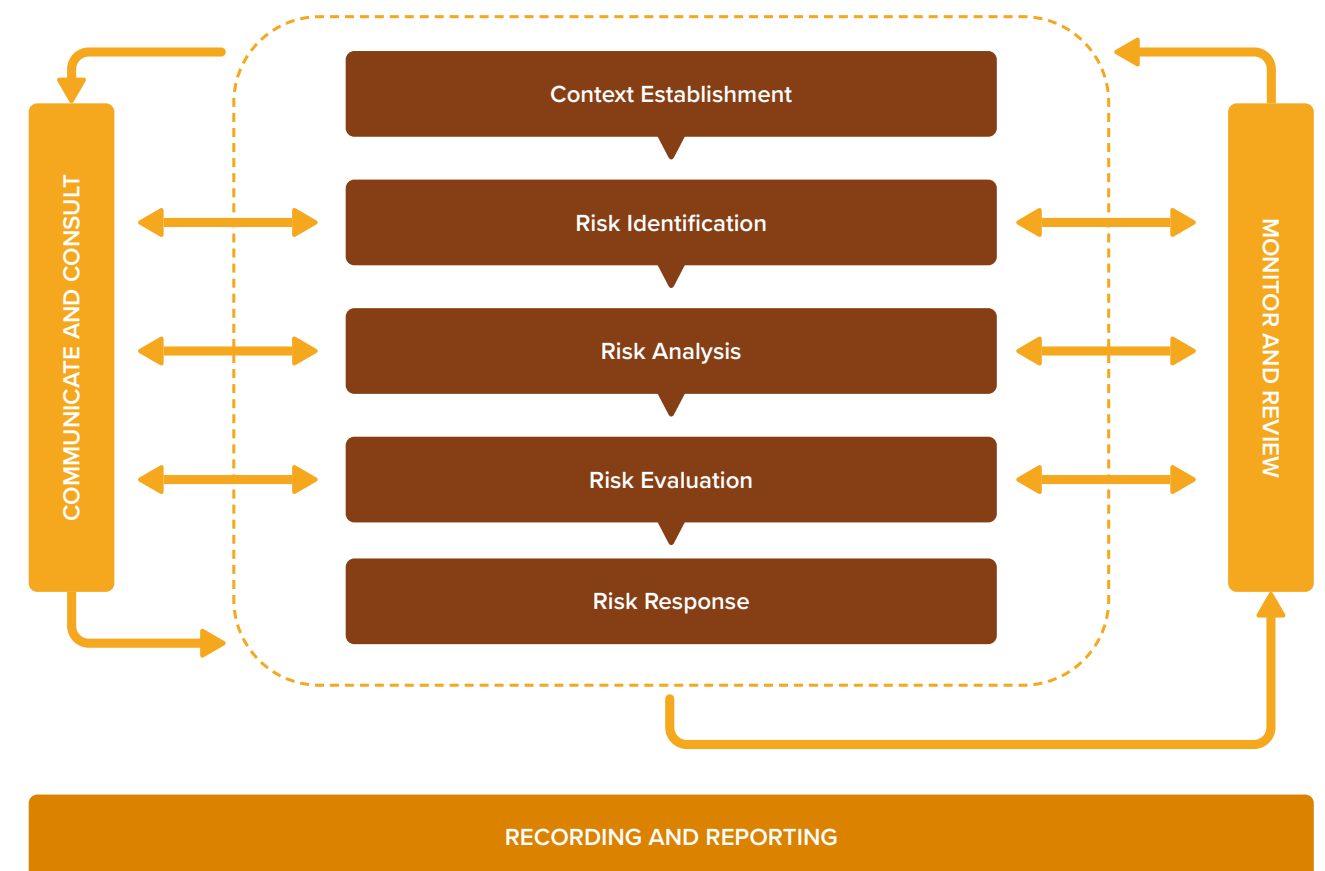 Context Establishment
COMMUNICATE AND CONSULT
Risk Identification
MONITOR AND REVIEW
Risk Analysis
Risk Evaluation
Risk Response
RECORDING AND REPORTING